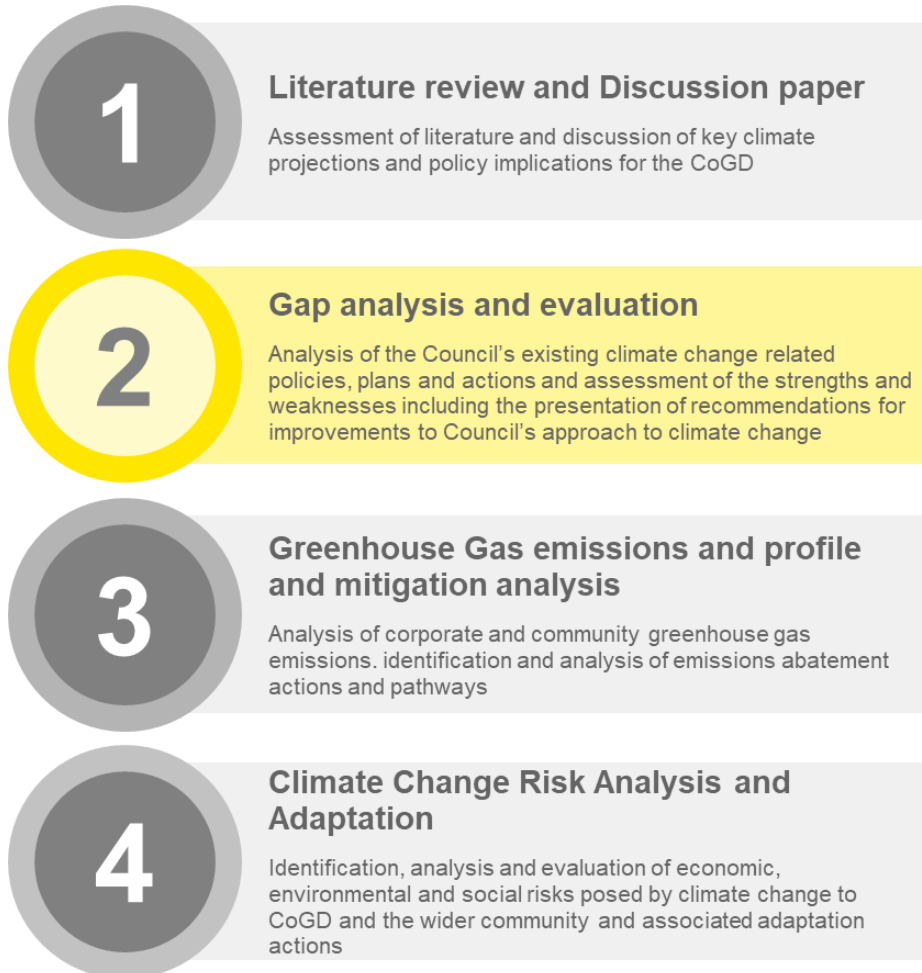 1
Literature review and Discussion paper
Assessment of literature and discussion of key climate
projections and policy implications for the CoGD
2
Gap analysis and evaluation
Analysis of the Council’s existing climate change related
policies, plans and actions and assessment of the strengths and
weaknesses including the presentation of recommendations for
improvements to Council’s approach to climate change
3
Greenhouse Gas emissions and profile
and mitigation analysis
Analysis of corporate and community greenhouse gas
emissions. identification and analysis of emissions abatement
actions and pathways
4
Climate Change Risk Analysis and
Adaptation
Identification, analysis and evaluation of economic,
environmental and social risks posed by climate change to
CoGD and the wider community and associated adaptation
actions